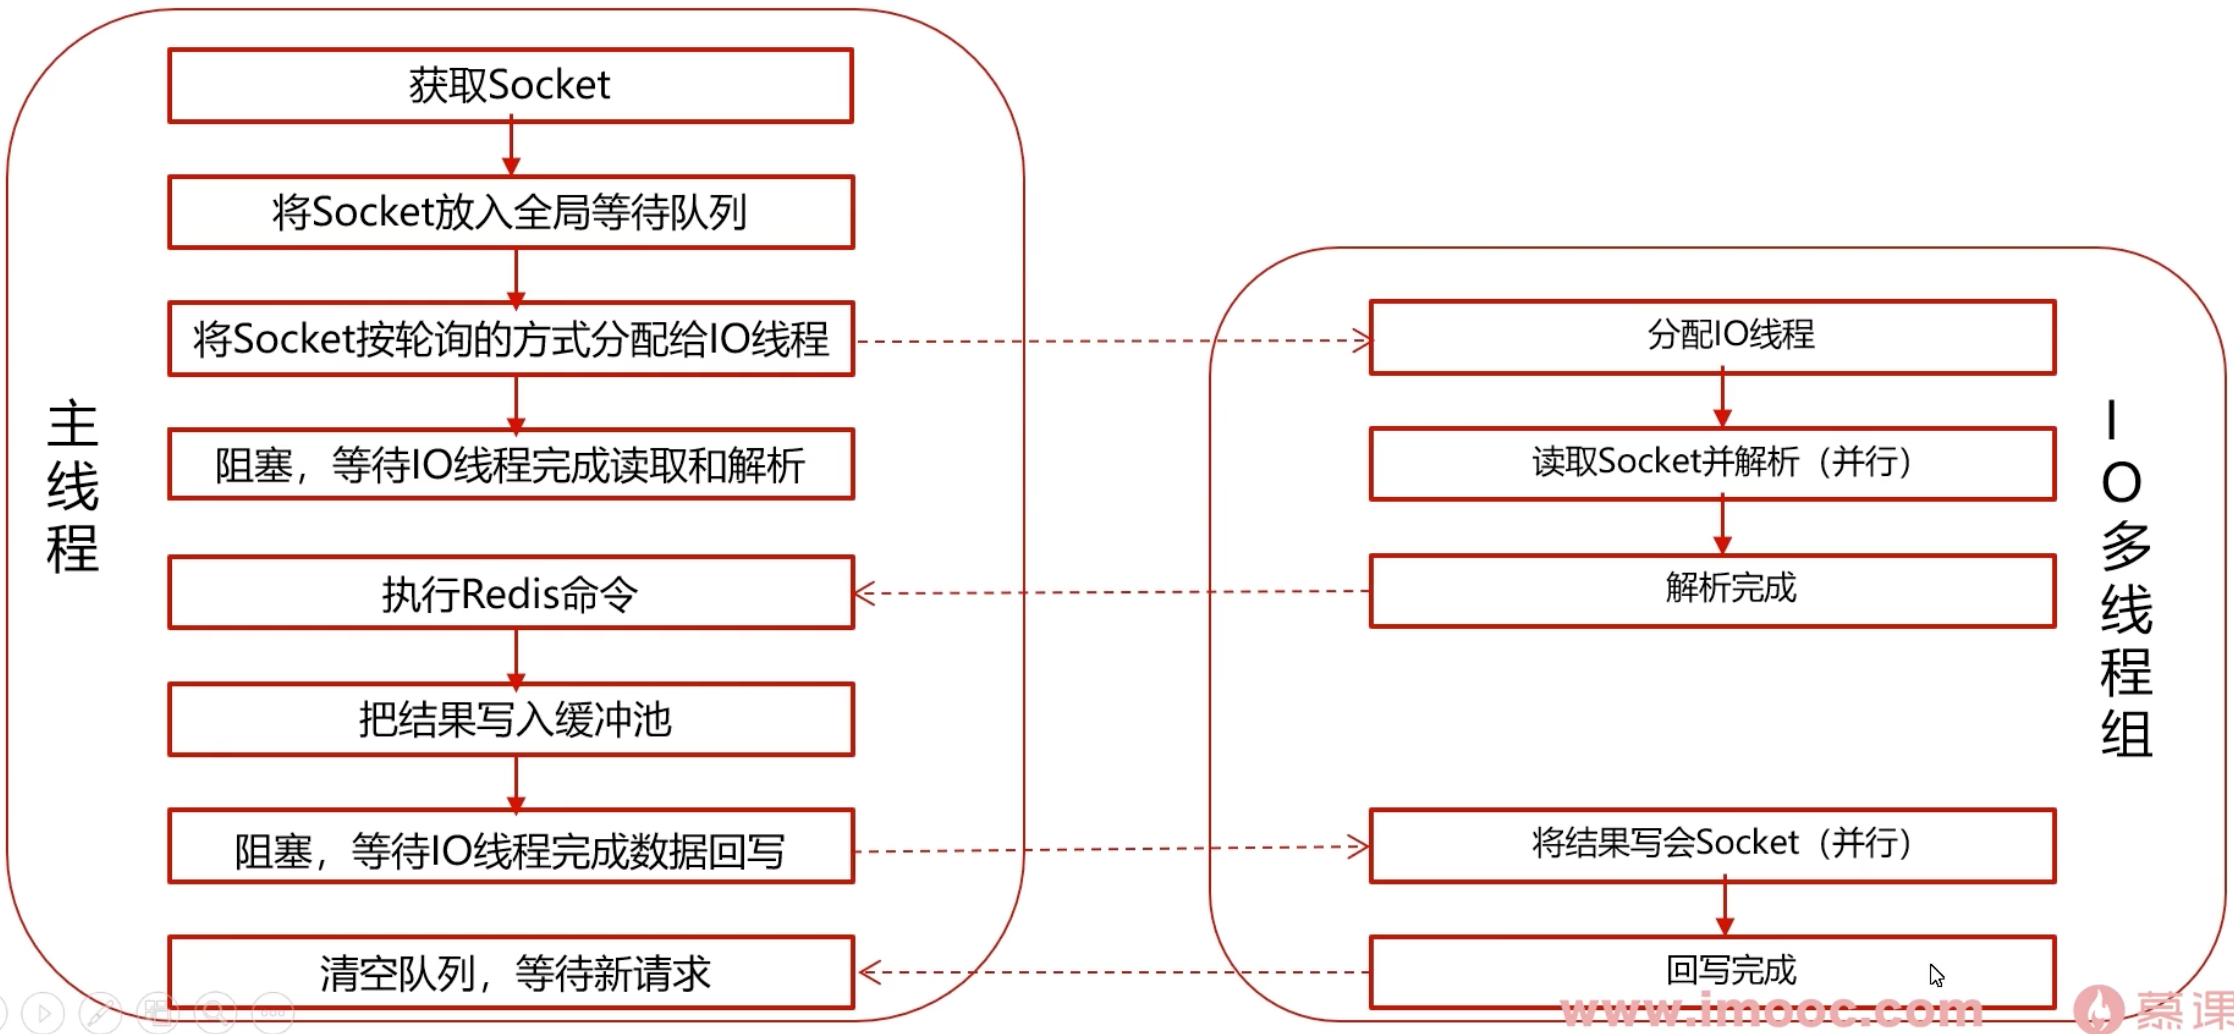 获取Socket
将Socket放入全局等待队列
将Socket按轮询的方式分配给IO线程
阻塞，等待IO线程完成读取和解析
执行Redis命令
把结果写入缓冲池
阻塞，等待IO线程完成数据回写
清空队列，等待新请求
主线程
分配IO线程
读取Socket并解析（并行）
解析完成
将结果写会Socket（并行）
回写完成
IO多线程组
www.imooc.com
慕课